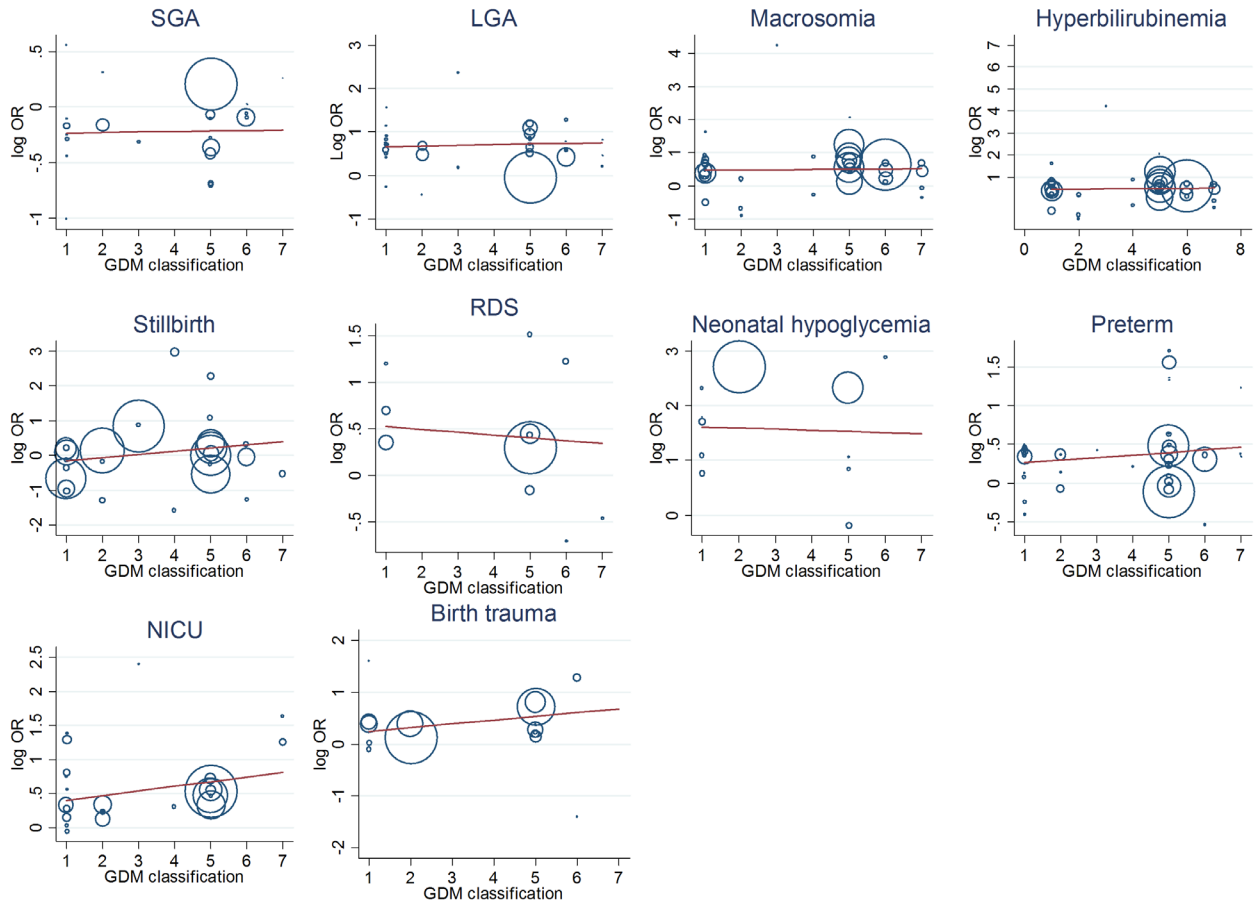 SGA
log OR
.5
0
-.5
-1
1 2 3 4 5 6 7
GDM classification
LGA
Log OR
3
2
1
0
-1
1 2 3 4 5 6 7
GDM classification
Macrosomia
log OR
4
3
2
1
0
-1
1 2 3 4 5 6 7
GDM classification
Hyperbilirubinemia
log OR
7
6
5
4
3
2
1
0 2 4 6 8
GDM classification
Stillbirth
log OR
3
2
1
0
-1
-2
1 2 3 4 5 6 7
GDM classification
RDS
log OR
1.5
1
.5
0
-.5
1 2 3 4 5 6 7
GDM classification
Neonatal hypoglycemia
log OR
3
2
1
0
1 2 3 4 5 6 7
GDM classification
Preterm
log OR
1.5
1
.5
0
-.5
1 2 3 4 5 6 7
GDM classification
NICU
log OR
2.5
2
1.5
1
.5
0
1 2 3 4 5 6 7
GDM classification
Birth trauma
log OR
2
1
0
-1
-2
1 2 3 4 5 6 7
GDM classification